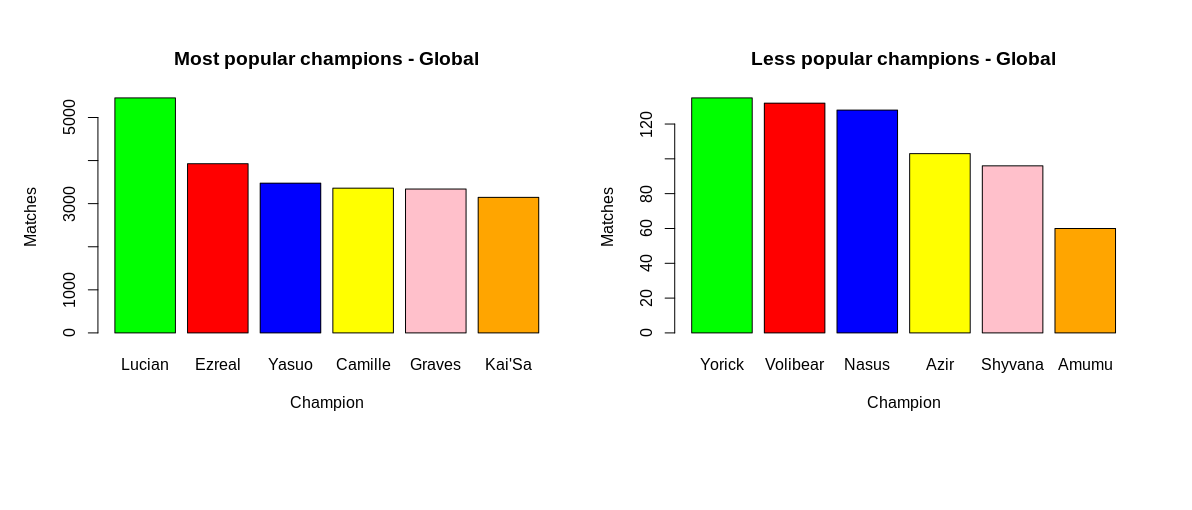 Most popular champions - Global
Matches
5000
3000
1000
0
Lucian Ezreal Yasuo Camille Graves Kai'Sa
Champion
Less popular champions - Global
Matches
120
80
60
40
20
0
Yorick Volibear Nasus Azir Shyvana Amumu
Champion